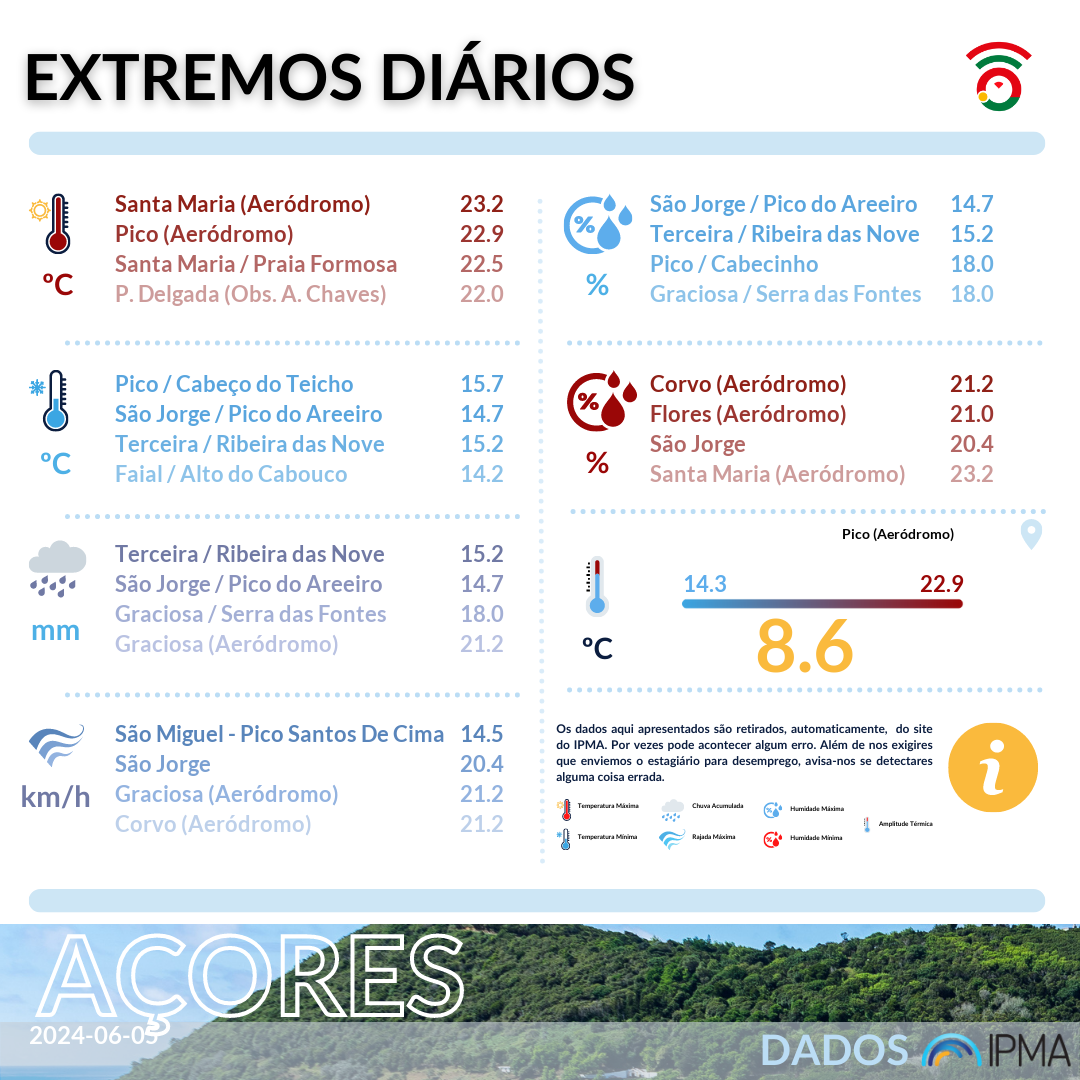 EXTREMOS DIÁRIOS
Santa Maria (Aeródromo) 23.2
Pico (Aeródromo) 22.9
Santa Maria / Praia Formosa 22.5
P. Delgada (Obs. A. Chaves) 22.0
ºC
Pico / Cabeço do Teicho 15.7
São Jorge / Pico do Areeiro 14.7
Terceira / Ribeira das Nove 15.2
Faial / Alto do Cabouco 14.2
ºC
Terceira / Ribeira das Nove 15.2
São Jorge / Pico do Areeiro 14.7
Graciosa / Serra das Fontes 18.0
Graciosa (Aeródromo) 21.2
mm
São Miguel - Pico Santos De Cima 14.5
São Jorge 20.4
Graciosa (Aeródromo) 21.2
Corvo (Aeródromo) 21.2
km/h
%
São Jorge / Pico do Areeiro 14.7
Terceira / Ribeira das Nove 15.2
Pico / Cabecinho 18.0
Graciosa / Serra das Fontes 18.0
%
%
Corvo (Aeródromo) 21.2
Flores (Aeródromo) 21.0
São Jorge 20.4
Santa Maria (Aeródromo) 23.2
%
Pico (Aeródromo)
14.3 22.9
8.6
ºC
Os dados aqui apresentados são retirados, automaticamente, do site
do IPMA. Por vezes pode acontecer algum erro. Além de nos exigires
que enviemos o estagiário para desemprego, avisa-nos se detectares
alguma coisa errada.
i
Temperatura Máxima Chuva Acumulada % Humidade Máxima
Amplitude Térmica
Temperatura Mínima Rajada Máxima % Humidade Mínima
AÇORES
2024-06-05
DADOS IPMA